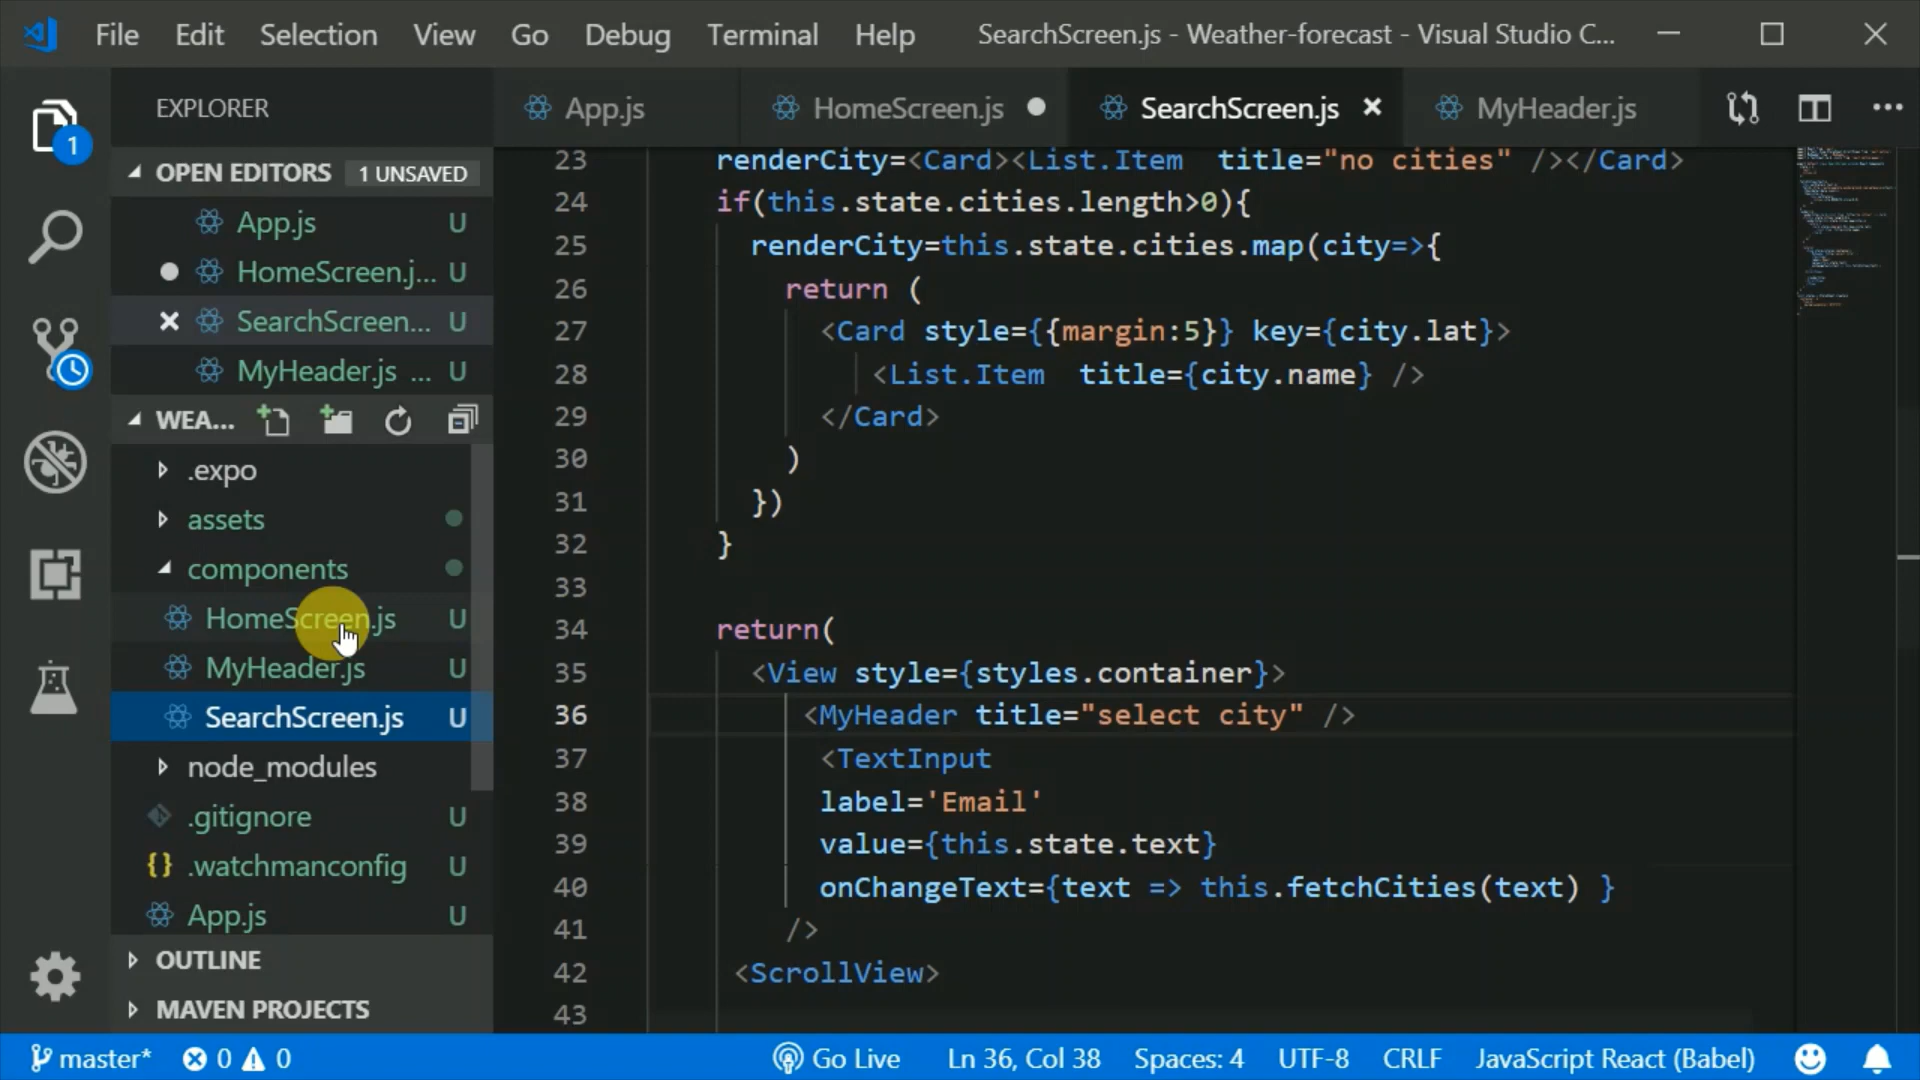 File Edit Selection View Go Debug Terminal Help SearchScreen.js - Weather-forecast - Visual Studio C...
EXPLORER
App.js HomeScreen.js SearchScreen.js MyHeader.js
1
OPEN EDITORS 1 UNSAVED
App.js U
HomeScreen.j... U
SearchScreen... U
MyHeader.js ... U
WEA...
.expo
assets
components
HomeScreen.js U
MyHeader.js U
SearchScreen.js U
node_modules
.gitignore U
{} .watchmanconfig U
App.js U
OUTLINE
MAVEN PROJECTS
23 renderCity=<Card><List.Item title="no cities" /></Card>
24 if(this.state.cities.length>0){
25 renderCity=this.state.cities.map(city=>{
26 return (
27 <Card style={{margin:5}} key={city.lat}>
28 <List.Item title={city.name} />
29 </Card>
30 )
31 })
32 }
33
34 return(
35 <View style={styles.container}>
36 <MyHeader title="select city" />
37 <TextInput
38 label='Email'
39 value={this.state.text}
40 onChangeText={text => this.fetchCities(text) }
41 />
42 <ScrollView>
43
master* 0 0 Go Live Ln 36, Col 38 Spaces: 4 UTF-8 CRLF JavaScript React (Babel)